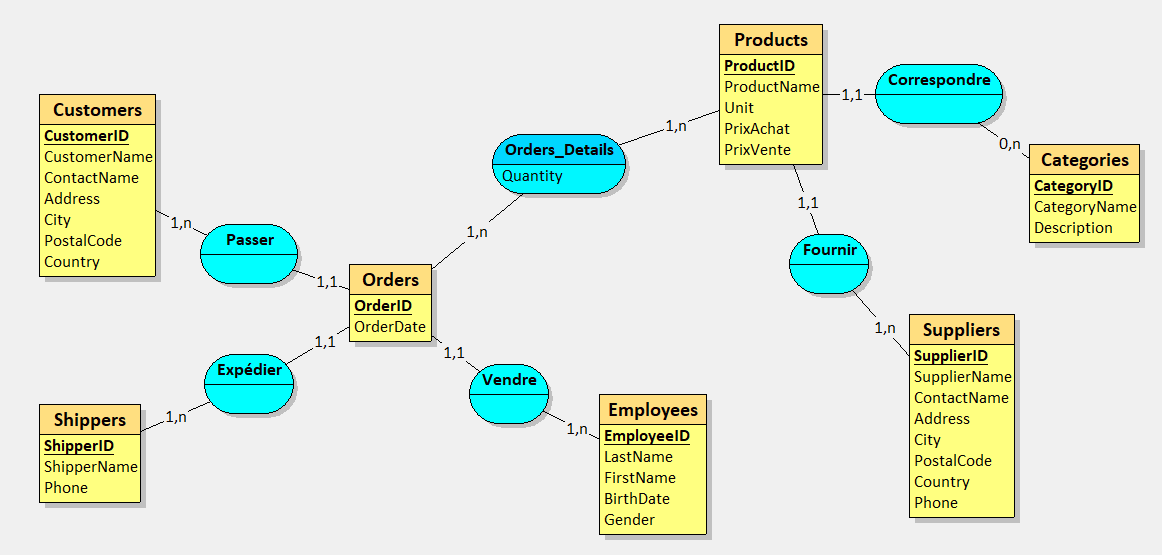 Products
ProductID
ProductName
Unit
PrixAchat
PrixVente
1,1
Correspondre
0,n
Categories
CategoryID
CategoryName
Description
Customers
CustomerID
CustomerName
ContactName
Address
City
PostalCode
Country
1,n
Orders_Details
Quantity
1,n
1,n
Passer
1,1
1,1
Fournir
1,n
Orders
OrderID
OrderDate
1,1
Expédier
1,n
1,1
Vendre
1,n
Shippers
ShipperID
ShipperName
Phone
Employees
EmployeeID
LastName
FirstName
BirthDate
Gender
Suppliers
SupplierID
SupplierName
ContactName
Address
City
PostalCode
Country
Phone